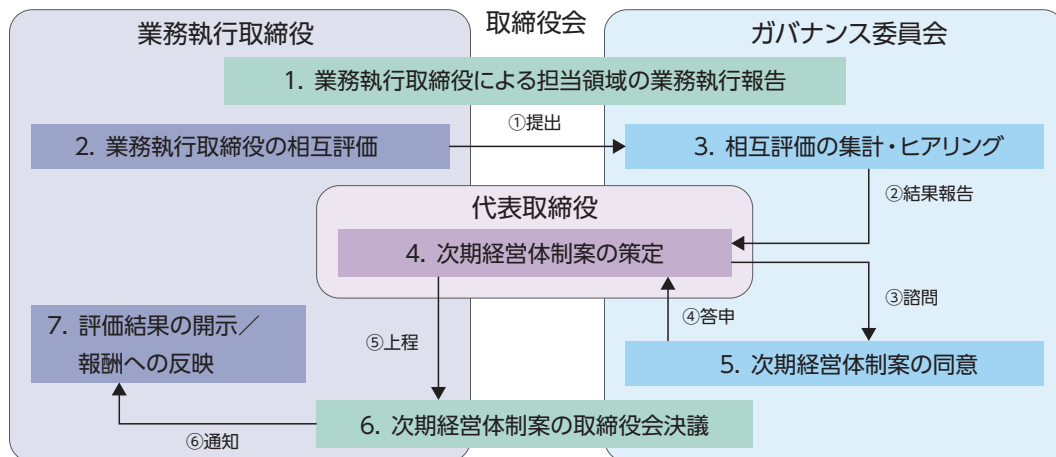 業務執行取締役
取締役会
ガバナンス委員会
1. 業務執行取締役による担当領域の業務執行報告
①提出
2. 業務執行取締役の相互評価
3. 相互評価の集計・ヒアリング
②結果報告
代表取締役
4. 次期経営体制案の策定
③諮問
④答申
⑤上程
7. 評価結果の開示／
報酬への反映
5. 次期経営体制案の同意
6. 次期経営体制案の取締役会決議
⑥通知